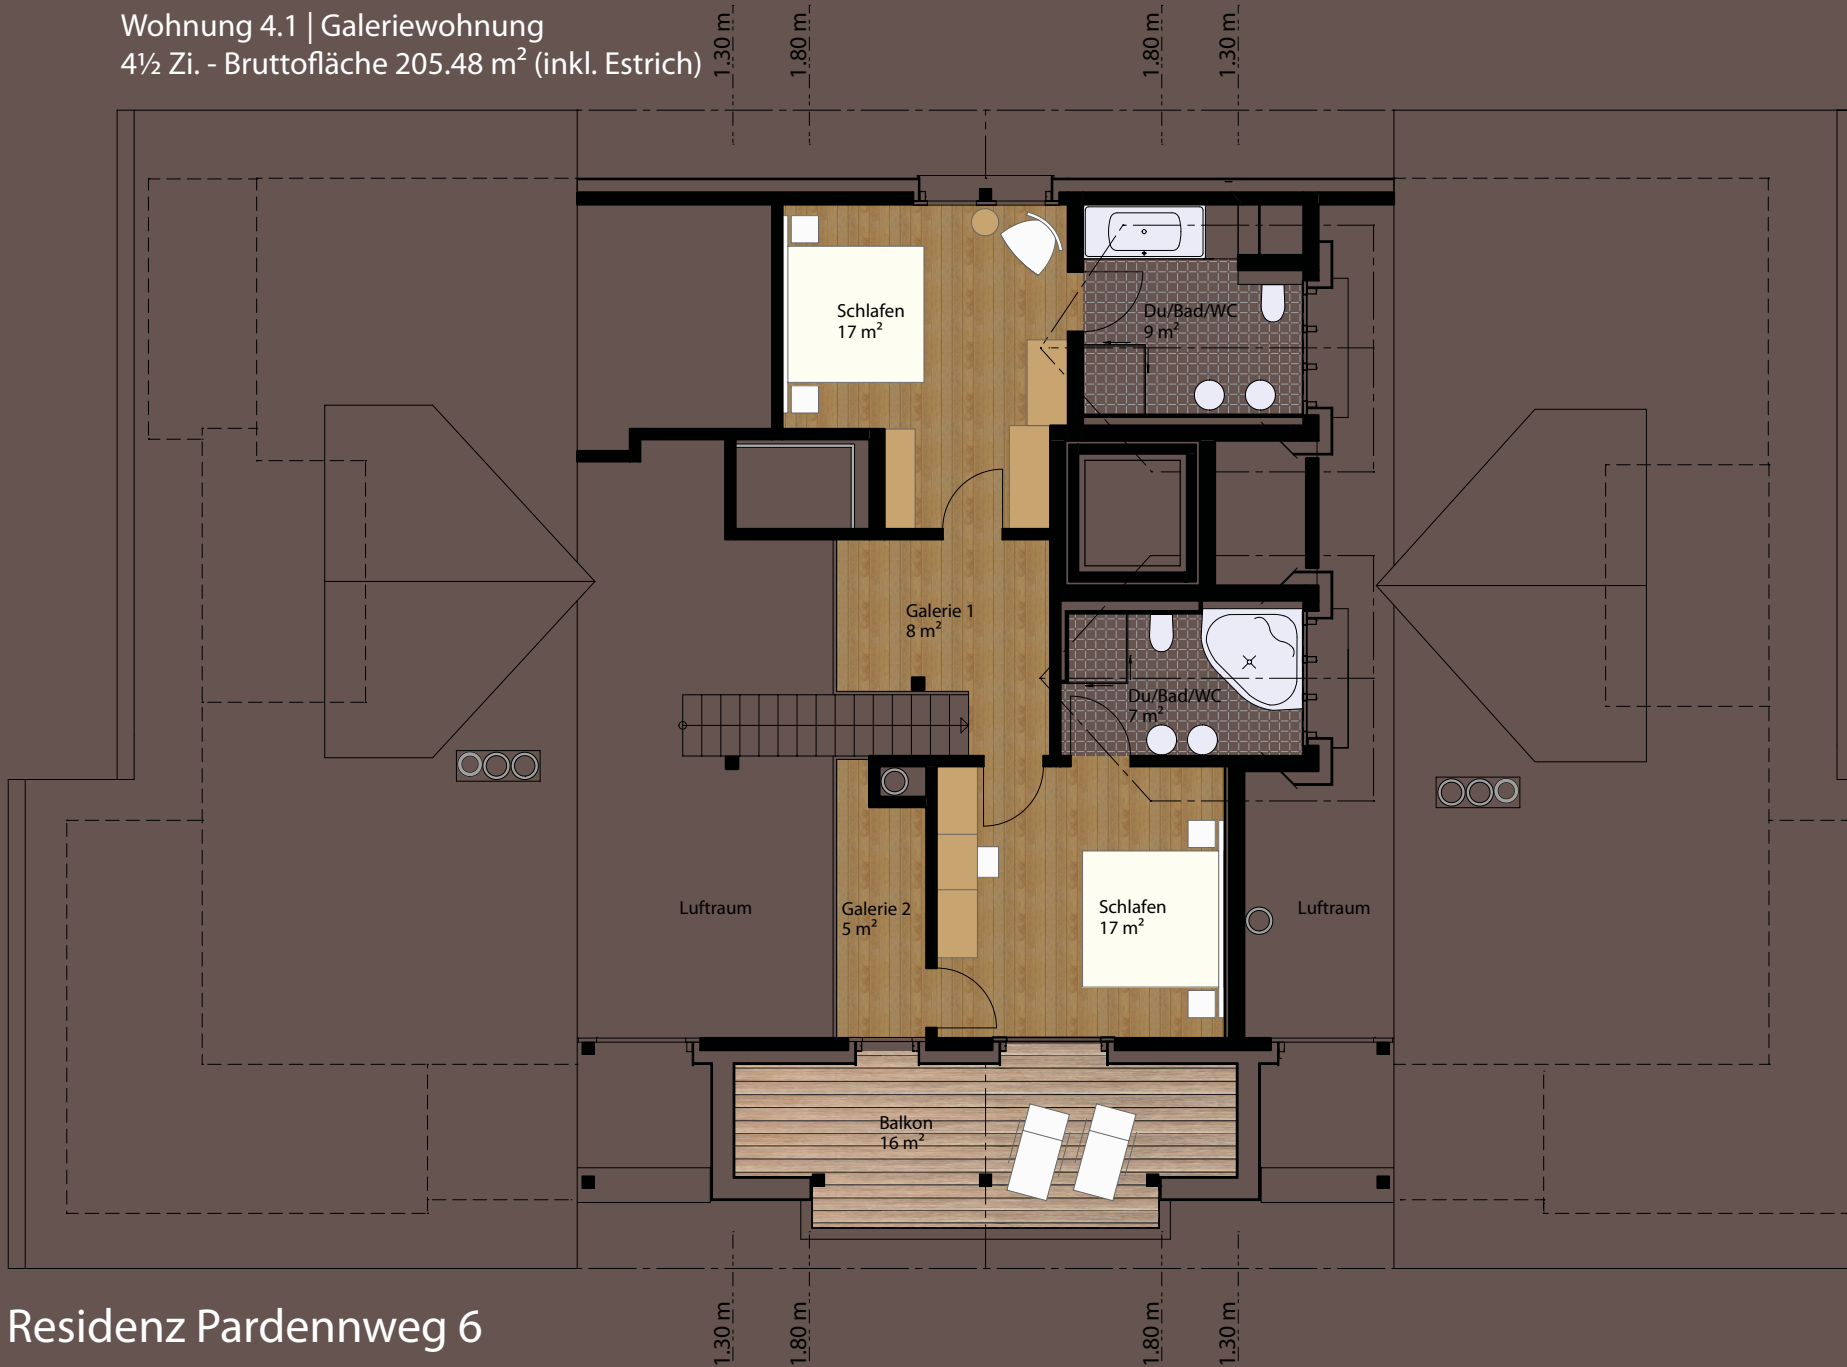 Wohnung 4.1 | Galeriewohnung
4½ Zi. - Bruttofläche 205.48 m² (inkl. Estrich)
1.30 m
1.80 m
1.80 m
1.30 m
Schlafen
17 m²
Du/Bad/WC
9 m²
Galerie 1
8 m²
Du/Bad/WC
7 m²
Luftraum
Galerie 2
5 m²
Schlafen
17 m²
Luftraum
Balkon
16 m²
1.30 m
1.80 m
1.80 m
1.30 m
Residenz Pardennweg 6